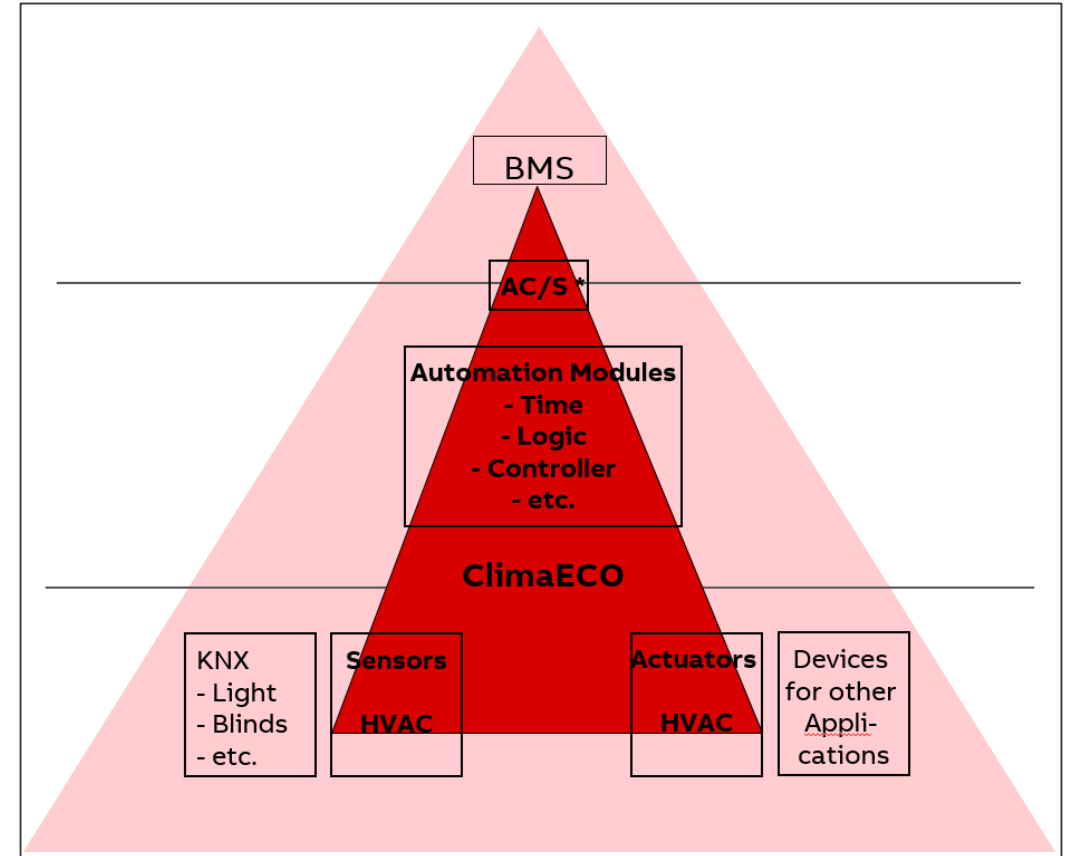 BMS
AC/S *
Automation Modules
- Time
- Logic
- Controller
- etc.
ClimaECO
KNX
- Light
- Blinds
- etc.
Sensors
HVAC
Actuators
HVAC
Devices
for other
Appli-
cations